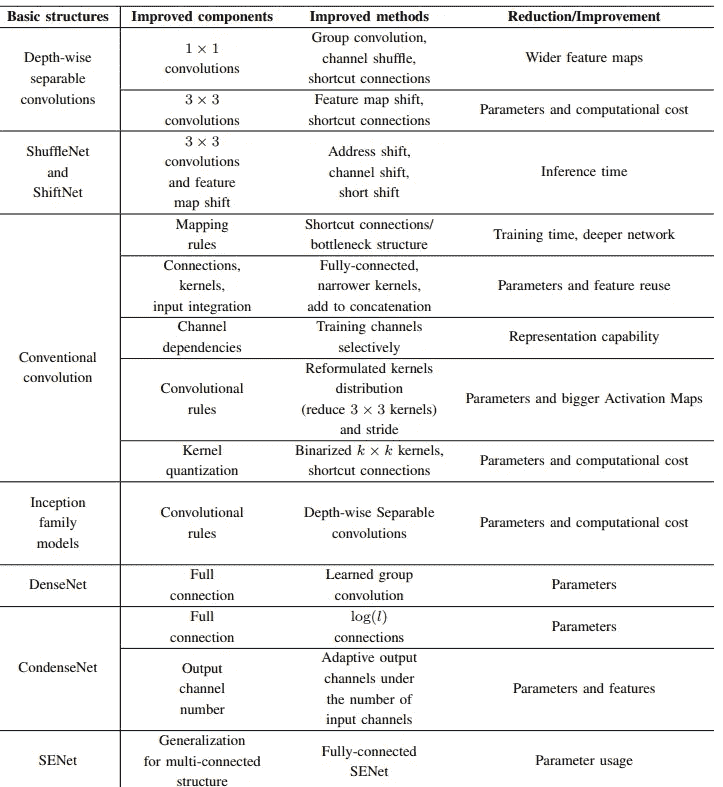 Basic structures Improved components Improved methods Reduction/Improvement
Depth-wise
separable
convolutions
1 × 1
convolutions
Group convolution,
channel shuffle,
shortcut connections
Wider feature maps
3 × 3
convolutions
Feature map shift,
shortcut connections
Parameters and computational cost
ShuffleNet
and
ShiftNet
3 × 3
convolutions
and feature
map shift
Address shift,
channel shift,
short shift
Inference time
Conventional
convolution
Mapping
rules
Shortcut connections/
bottleneck structure
Training time, deeper network
Connections,
kernels,
input integration
Fully-connected,
narrower kernels,
add to concatenation
Parameters and feature reuse
Channel
dependencies
Training channels
selectively
Representation capability
Convolutional
rules
Reformulated kernels
distribution
(reduce 3 × 3 kernels)
and stride
Parameters and bigger Activation Maps
Kernel
quantization
Binarized k × k kernels,
shortcut connections
Parameters and computational cost
Inception
family
models
Convolutional
rules
Depth-wise Separable
convolutions
Parameters and computational cost
DenseNet
Full
connection
Learned group
convolution
Parameters
CondenseNet
Full
connection
log(l)
connections
Parameters
Output
channel
number
Adaptive output
channels under
the number of
input channels
Parameters and features
SENet
Generalization
for multi-connected
structure
Fully-connected
SENet
Parameter usage